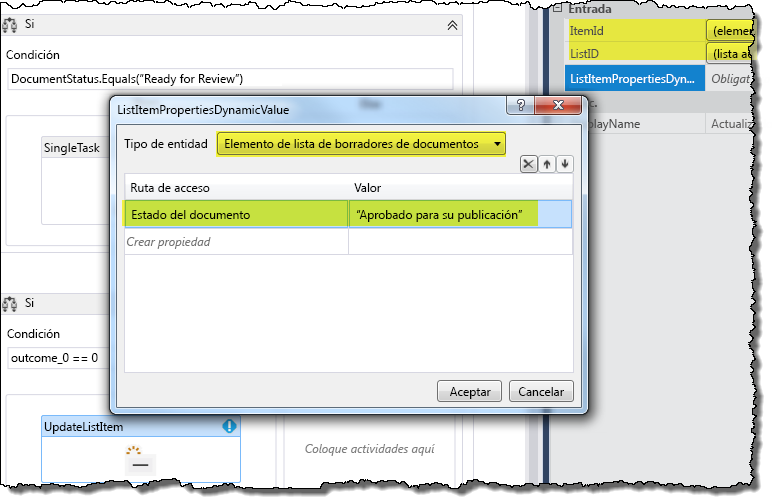 Si
Condición
DocumentStatus.Equals("Ready for Review")
SingleTask
Entrada
ItemId
(elemen
ListID
(lista ac
ListItemPropertiesDyn...
Obligat
c.
playName
Actualiz
ListItemPropertiesDynamicValue
Tipo de entidad
Elemento de lista de borradores de documentos
Ruta de acceso
Valor
Estado del documento
“Aprobado para su publicación”
Crear propiedad
Aceptar
Cancelar
Si
Condición
outcome_0 == 0
UpdateListItem
Coloque actividades aquí